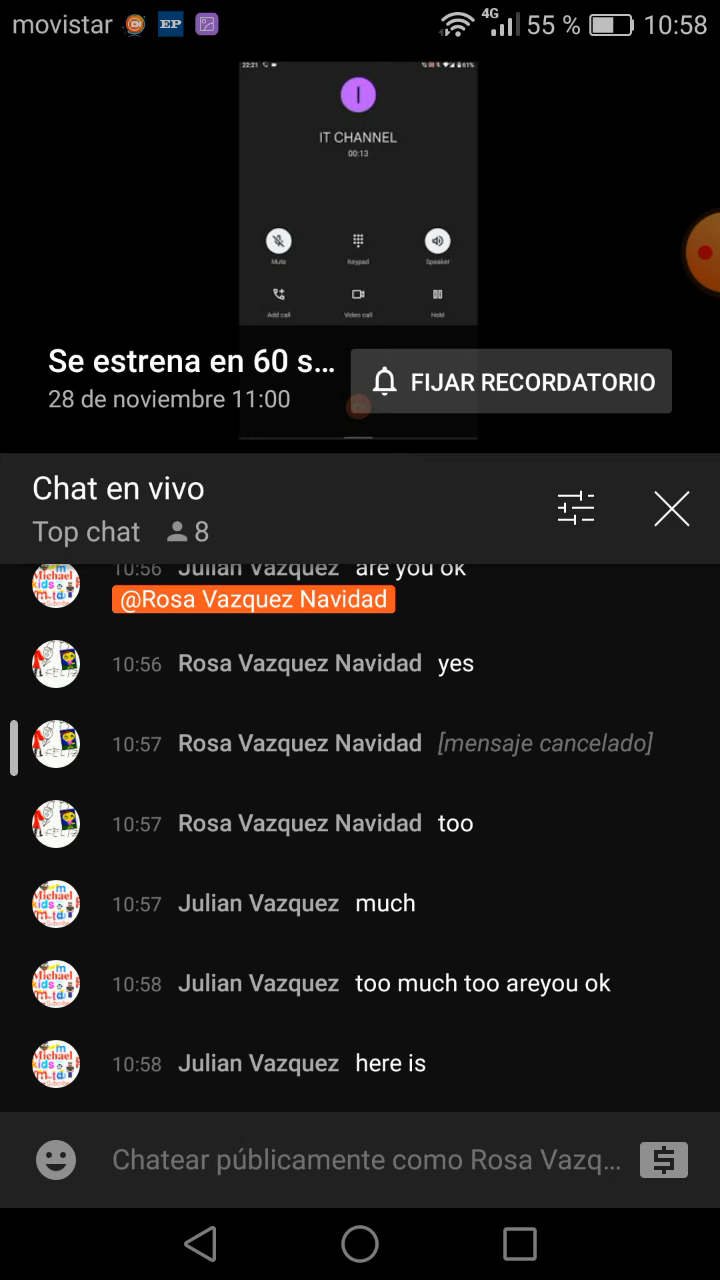 movistar EP 4G 55 % 10:58
22:21 61%
I
IT CHANNEL
00:13
Mute Keypad Speaker
Add call Video call Hold
Se estrena en 60 s...
28 de noviembre 11:00
FIJAR RECORDATORIO
Chat en vivo
Top chat 8
10:56 Julian Vazquez are you ok
@Rosa Vazquez Navidad
10:56 Rosa Vazquez Navidad yes
10:57 Rosa Vazquez Navidad [mensaje cancelado]
10:57 Rosa Vazquez Navidad too
10:57 Julian Vazquez much
10:58 Julian Vazquez too much too areyou ok
10:58 Julian Vazquez here is
Chatear públicamente como Rosa Vazq...